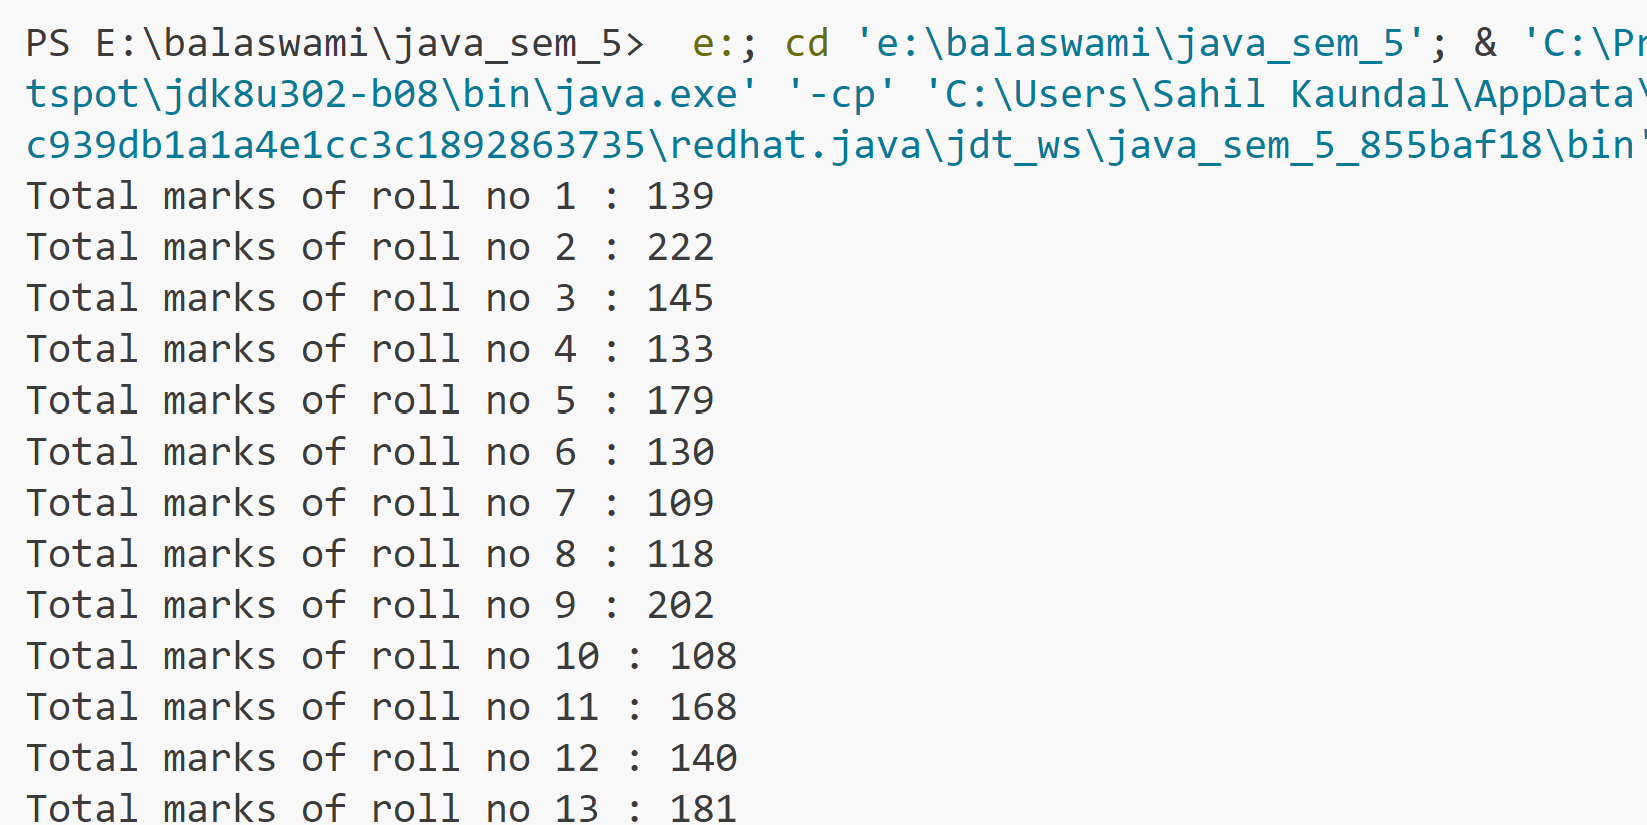 PS E:\balaswami\java_sem_5>  e:; cd 'e:\balaswami\java_sem_5'; & 'C:\Pr
tspot\jdk8u302-b08\bin\java.exe' '-cp' 'C:\Users\Sahil Kaundal\AppData\
c939db1a1a4e1cc3c1892863735\redhat.java\jdt_ws\java_sem_5_855baf18\bin'
Total marks of roll no 1 : 139
Total marks of roll no 2 : 222
Total marks of roll no 3 : 145
Total marks of roll no 4 : 133
Total marks of roll no 5 : 179
Total marks of roll no 6 : 130
Total marks of roll no 7 : 109
Total marks of roll no 8 : 118
Total marks of roll no 9 : 202
Total marks of roll no 10 : 108
Total marks of roll no 11 : 168
Total marks of roll no 12 : 140
Total marks of roll no 13 : 181